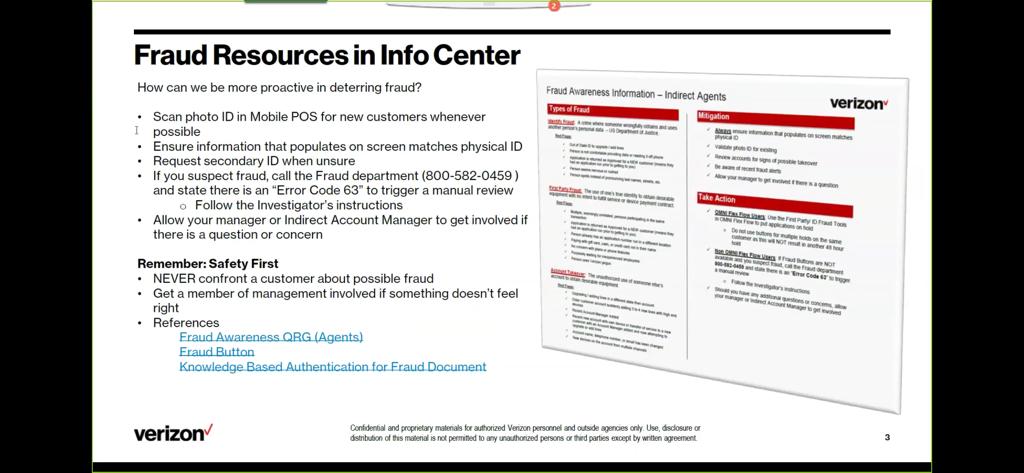 2
Fraud Resources in Info Center
How can we be more proactive in deterring fraud?
• Scan photo ID in Mobile POS for new customers whenever
possible
• Ensure information that populates on screen matches physical ID
• Request secondary ID when unsure
• If you suspect fraud, call the Fraud department (800-582-0459 )
and state there is an “Error Code 63” to trigger a manual review
o Follow the Investigator’s instructions
• Allow your manager or Indirect Account Manager to get involved if
there is a question or concern
Remember: Safety First
• NEVER confront a customer about possible fraud
• Get a member of management involved if something doesn’t feel
right
• References
Fraud Awareness QRG (Agents)
Fraud Button
Knowledge Based Authentication for Fraud Document
Fraud Awareness Information – Indirect Agents
verizon✓
Types of Fraud
Identity Fraud: A crime where someone wrongfully obtains and uses
another person's personal data – US Department of Justice.
First Party Fraud: The use of one's true identity to obtain desirable
equipment with no intent to fulfill service or device payment contract.
Account Takeover: The unauthorized use of someone else's
account to obtain desirable equipment.
Mitigation
✓ Always ensure information that populates on screen matches
physical ID
✓ Validate photo ID for existing
✓ Review accounts for signs of possible takeover
✓ Be aware of recent fraud alerts
✓ Allow your manager to get involved if there is a question
Take Action
✓ OMNI Flex Flow Users: Use the First Party/ ID Fraud Tools
in OMNI Flex Flow to put applications on hold
o Do not use buttons for multiple holds on the same
customer as this will NOT result in another 48 hour
hold
✓ Non OMNI Flex Flow Users: If Fraud Buttons are NOT
available and you suspect fraud, call the Fraud department
800-582-0459 and state there is an "Error Code 63" to trigger
a manual review
o Follow the Investigator's instructions
✓ Should you have any additional questions or concerns, allow
your manager or Indirect Account Manager to get involved
verizon✓
Confidential and proprietary materials for authorized Verizon personnel and outside agencies only. Use, disclosure or
distribution of this material is not permitted to any unauthorized persons or third parties except by written agreement.
3